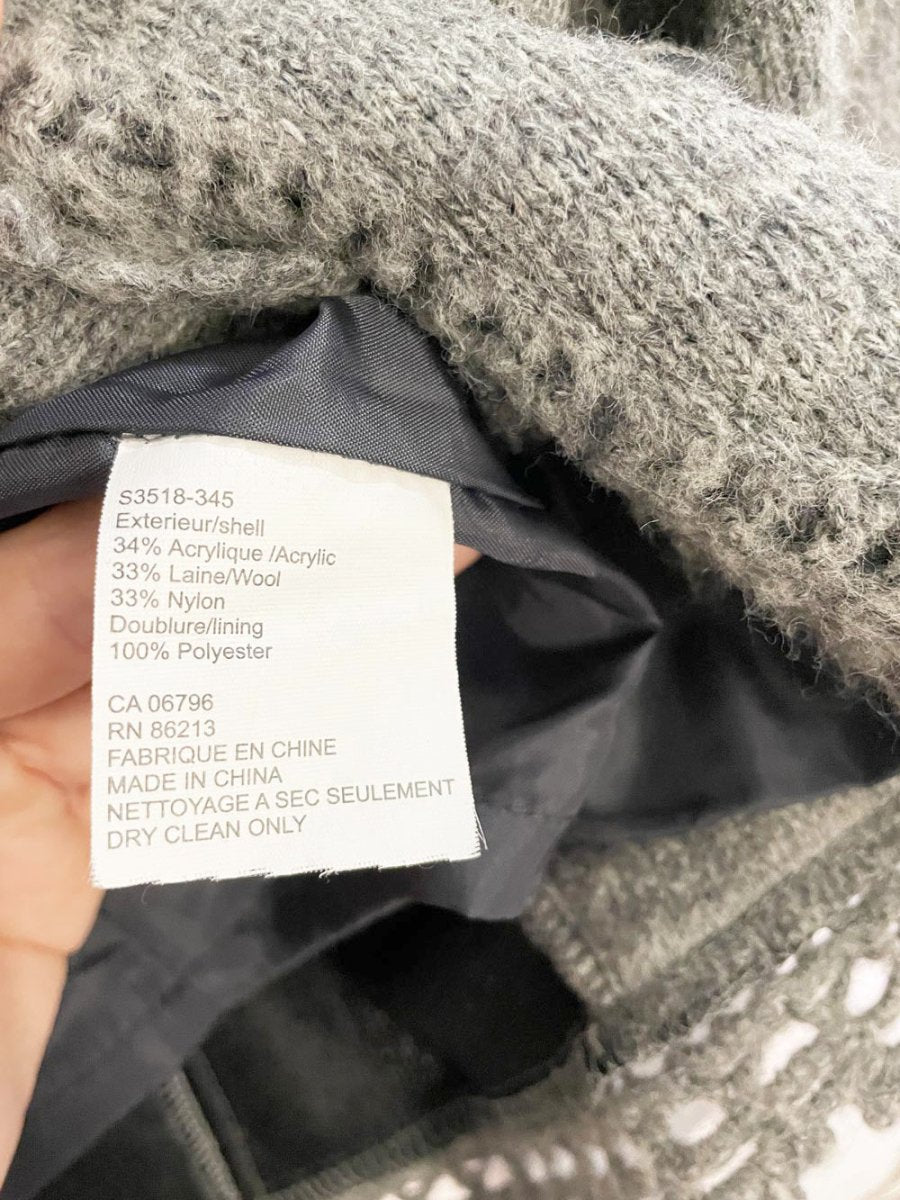 S3518-345
Exterieur/shell
34% Acrylique /Acrylic
33% Laine/Wool
33% Nylon
Doublure/lining
100% Polyester
CA 06796
RN 86213
FABRIQUE EN CHINE
MADE IN CHINA
NETTOYAGE A SEC SEULEMENT
DRY CLEAN ONLY